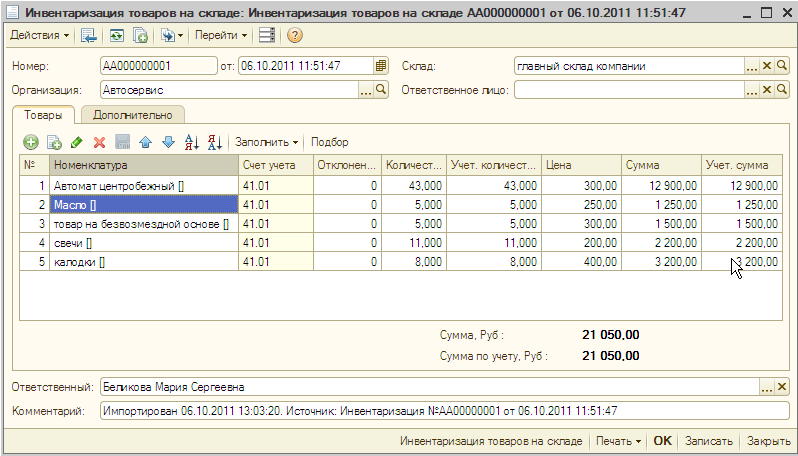 Инвентаризация товаров на складе: Инвентаризация товаров на складе АА000000001 от 06.10.2011 11:51:47
Действия Перейти ?
Номер: АА000000001 от: 06.10.2011 11:51:47 Склад: главный склад компании ...
Организация: Автосервис ... Ответственное лицо: ...
Товары Дополнительно
Заполнить Подбор
№ Номенклатура Счет учета Отклонен... Количест... Учет. количест... Цена Сумма Учет. сумма
1 Автомат центробежный [] 41.01 0 43,000 43,000 300,00 12 900,00 12 900,00
2 Масло [] 41.01 0 5,000 5,000 250,00 1 250,00 1 250,00
3 товар на безвозмездной основе [] 41.01 0 5,000 5,000 300,00 1 500,00 1 500,00
4 свечи [] 41.01 0 11,000 11,000 200,00 2 200,00 2 200,00
5 калодки [] 41.01 0 8,000 8,000 400,00 3 200,00 3 200,00
Сумма, Руб : 21 050,00
Сумма по учету, Руб : 21 050,00
Ответственный: Беликова Мария Сергеевна ...
Комментарий: Импортирован 06.10.2011 13:03:20. Источник: Инвентаризация №АА00000001 от 06.10.2011 11:51:47
Инвентаризация товаров на складе Печать OK Записать Закрыть